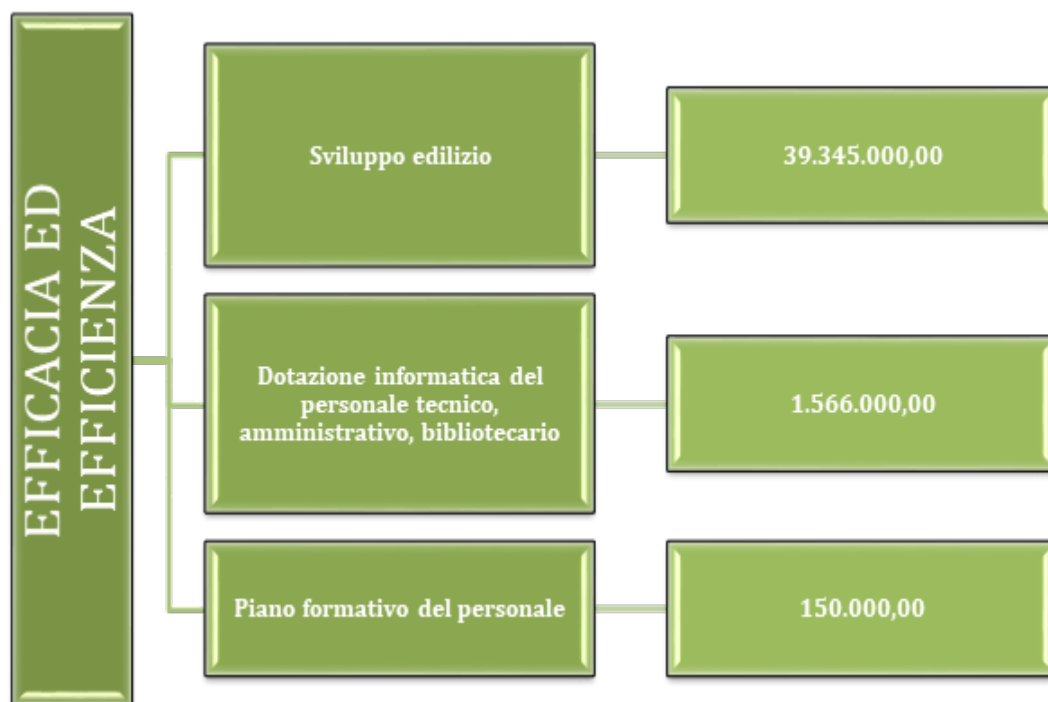 EFFICACIA ED
EFFICIENZA
Sviluppo edilizio
39.345.000,00
Dotazione informatica del
personale tecnico,
amministrativo, bibliotecario
1.566.000,00
Piano formativo del personale
150.000,00